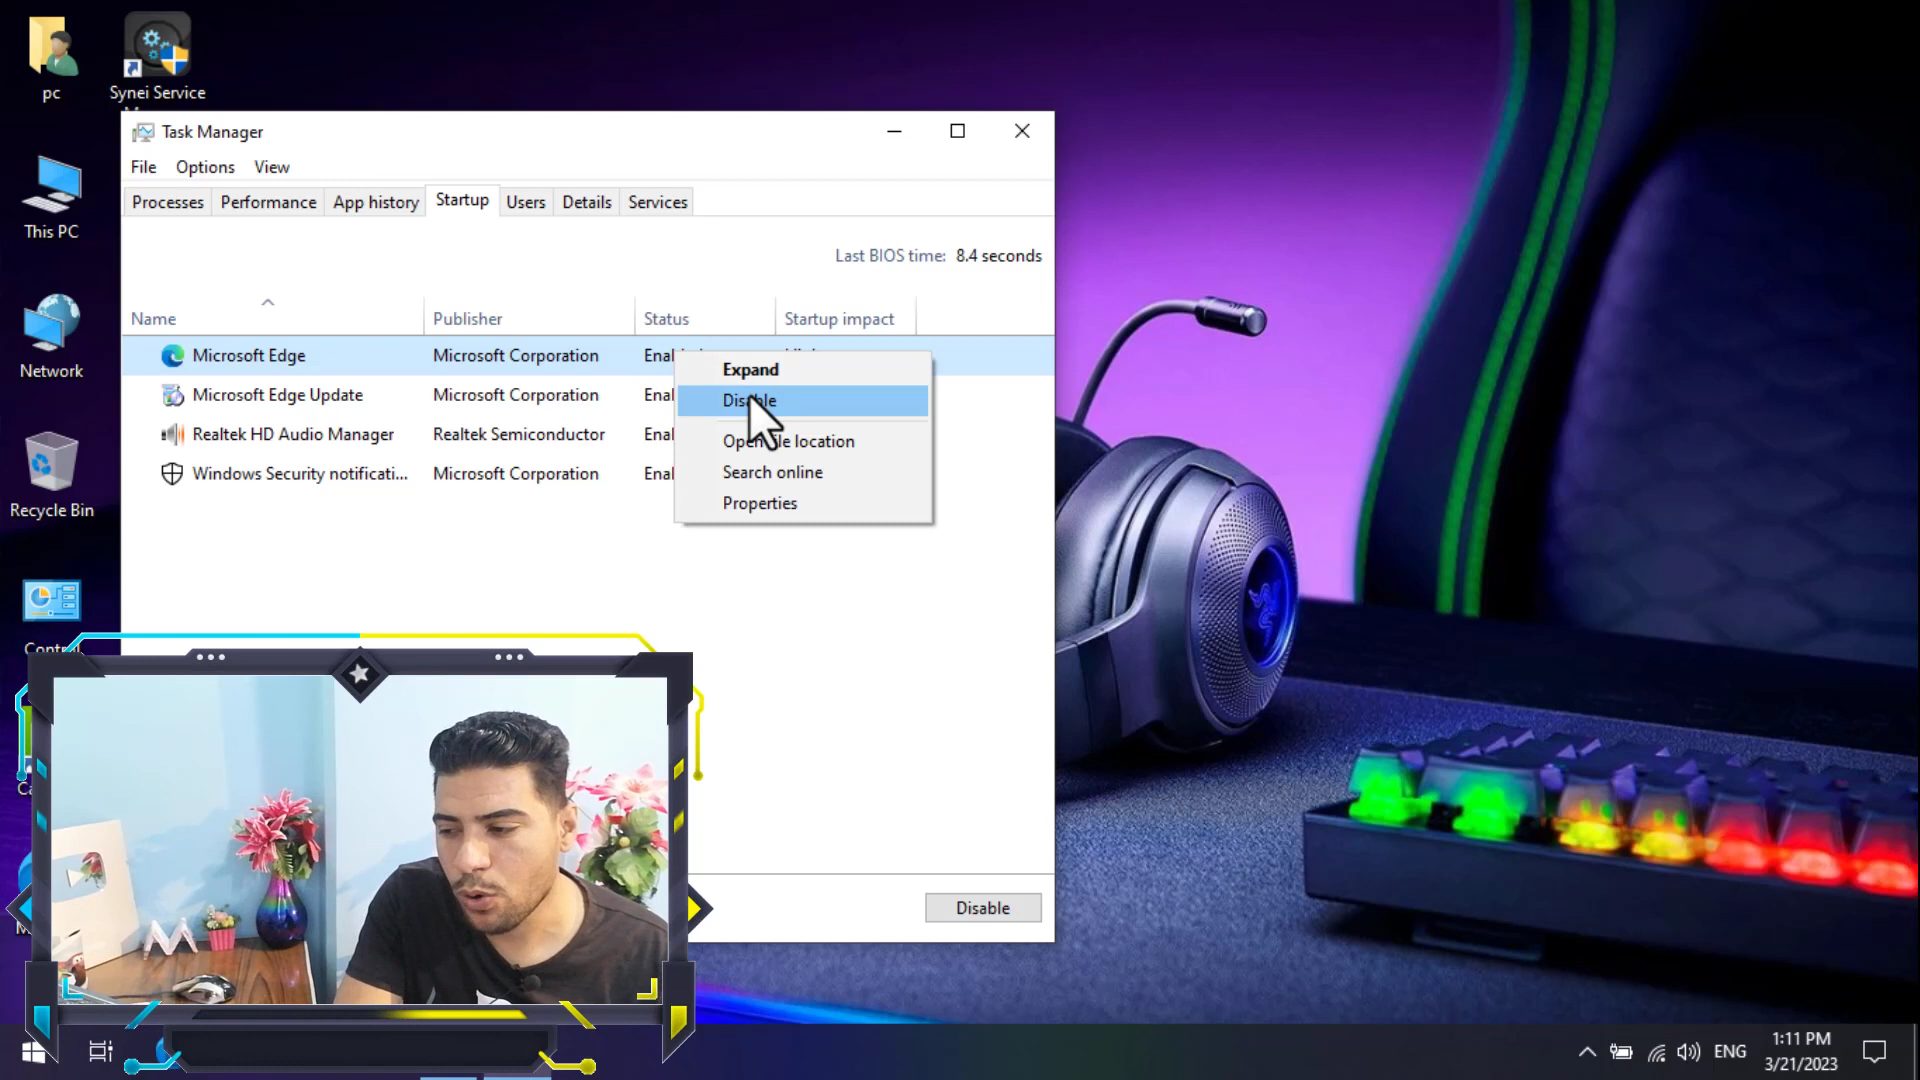 pc
Synei Service
This PC
Network
Recycle Bin
Task Manager
File Options View
Processes Performance App history Startup Users Details Services
Last BIOS time: 8.4 seconds
Name Publisher Status Startup impact
Microsoft Edge Microsoft Corporation
Microsoft Edge Update Microsoft Corporation
Realtek HD Audio Manager Realtek Semiconductor
Windows Security notificati... Microsoft Corporation
Expand
Disable
Search online
Properties
Disable
ENG
1:11 PM
3/21/2023